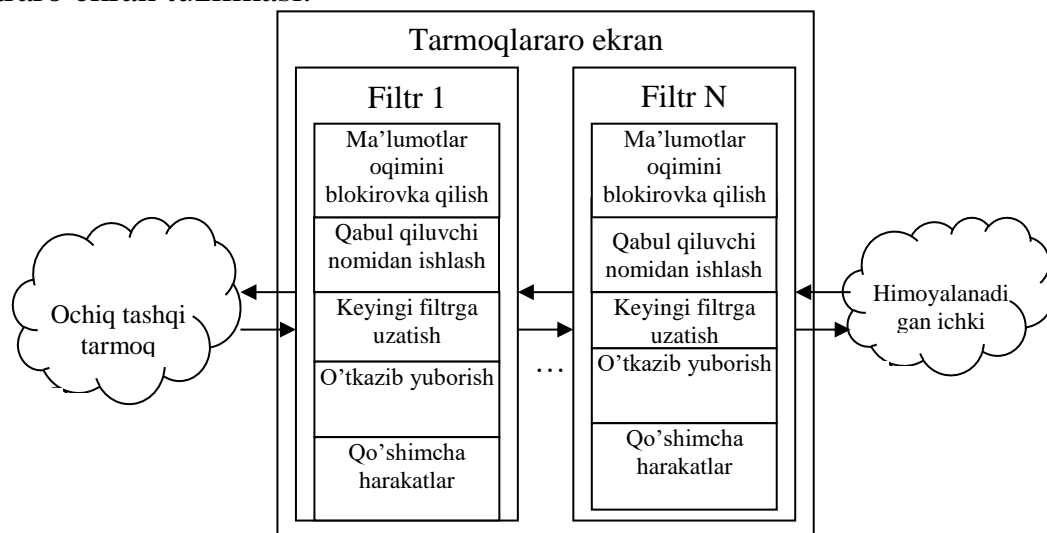 ekran tuzilmasi.
Tarmoqlararo ekran
Filtr 1
Ma’lumotlar
oqimini
blokirovka qilish
Qabul qiluvchi
nomidan ishlash
Keyingi filtrga
uzatish
O’tkazib yuborish
Qo’shimcha
harakatlar
Filtr N
Ma’lumotlar
oqimini
blokirovka qilish
Qabul qiluvchi
nomidan ishlash
Keyingi filtrga
uzatish
O’tkazib yuborish
Qo’shimcha
harakatlar
…
Ochiq tashqi
tarmoq
Himoyalanadi
gan ichki